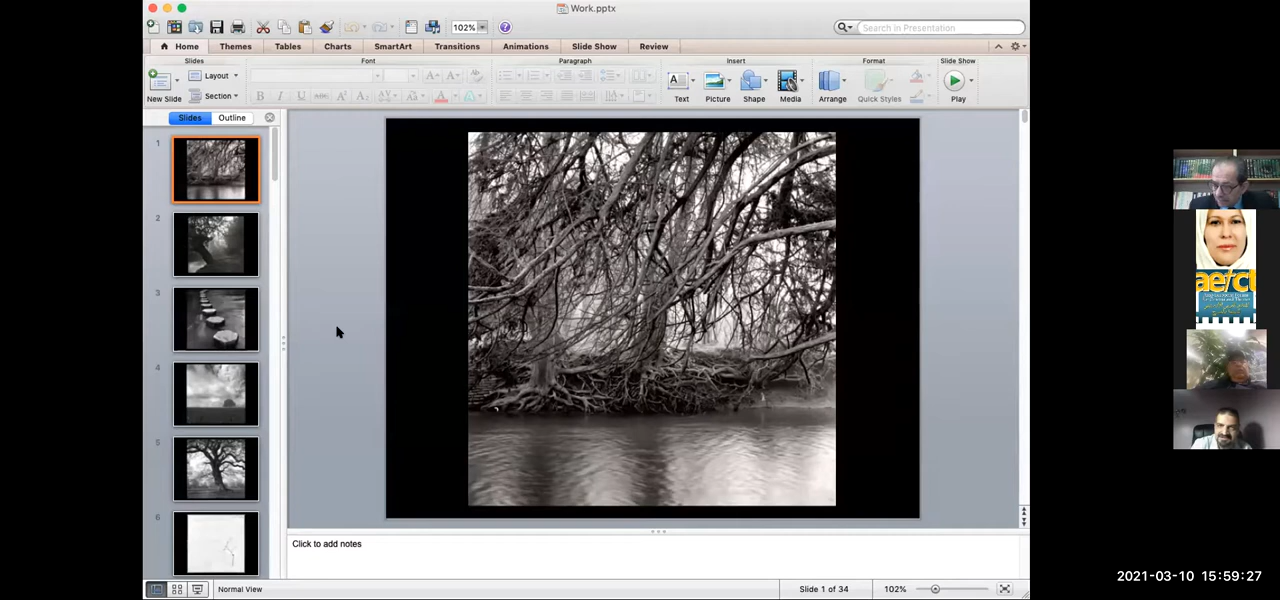 Work.pptx
102%
Search in Presentation
Home
Themes
Tables
Charts
SmartArt
Transitions
Animations
Slide Show
Review
Slides
Font
Paragraph
Insert
Format
Slide Show
New Slide
Layout
Section
B I U ABC
Text
Picture
Shape
Media
Arrange
Quick Styles
Play
Slides
Outline
1
2
3
4
5
6
aefct
Click to add notes
Normal View
Slide 1 of 34
102%
2021-03-10 15:59:27